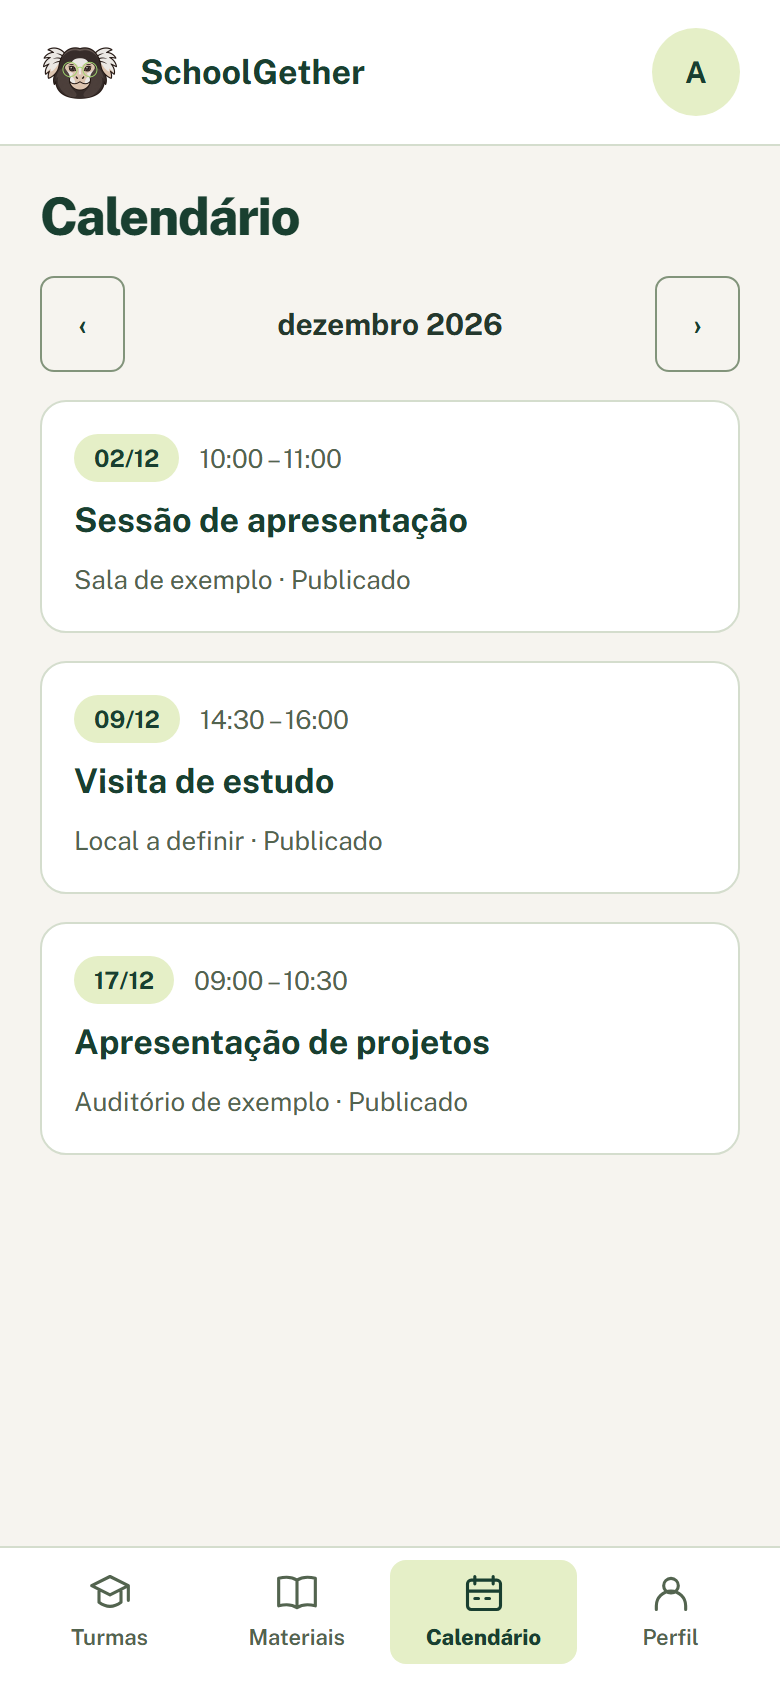 SchoolGether
A
Calendário
‹ dezembro 2026 ›
02/12 10:00 – 11:00
Sessão de apresentação
Sala de exemplo · Publicado
09/12 14:30 – 16:00
Visita de estudo
Local a definir · Publicado
17/12 09:00 – 10:30
Apresentação de projetos
Auditório de exemplo · Publicado
Turmas Materiais Calendário Perfil